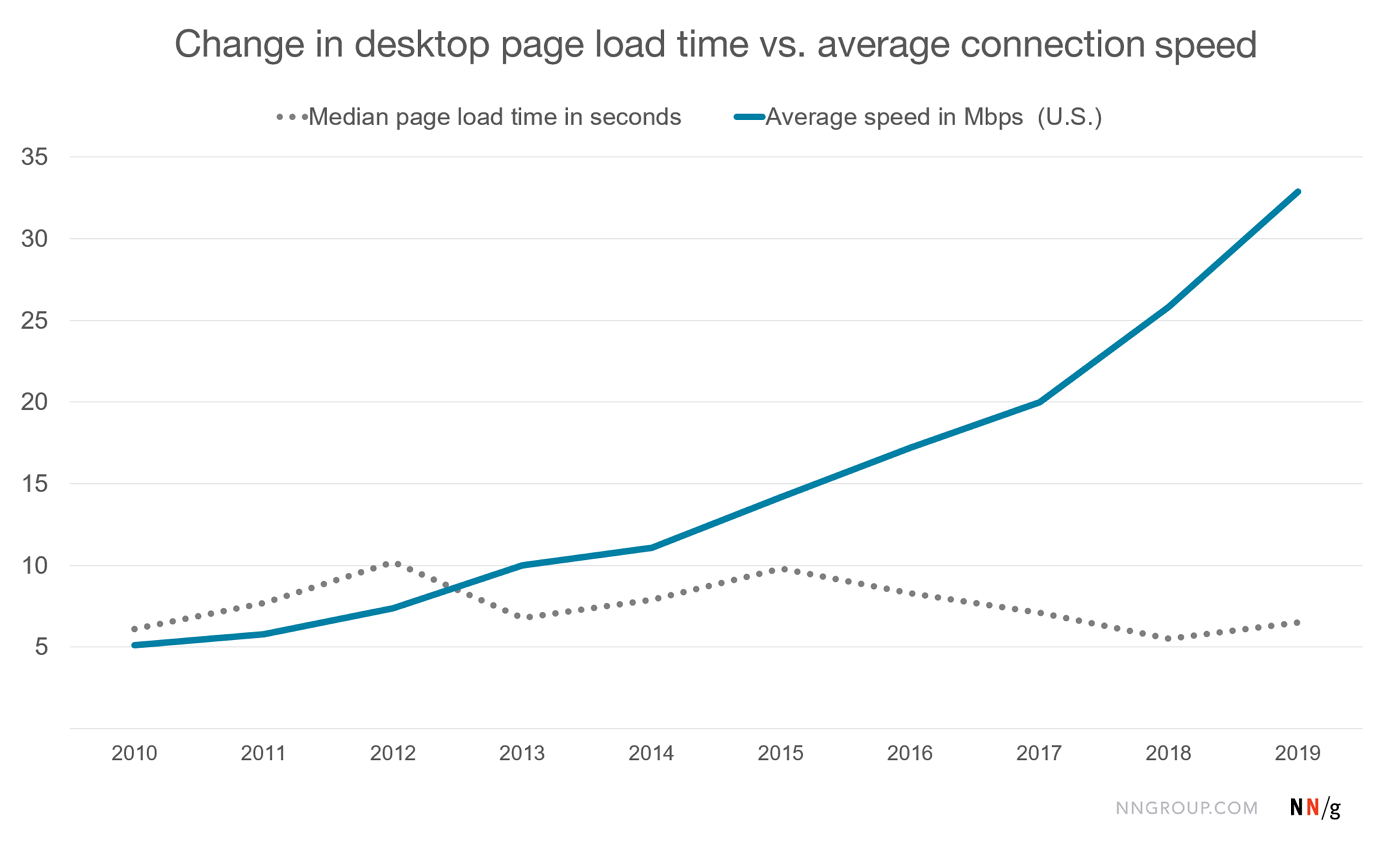 Change in desktop page load time vs. average connection speed
Median page load time in seconds
Average speed in Mbps (U.S.)
35
30
25
20
15
10
5
2010 2011 2012 2013 2014 2015 2016 2017 2018 2019
NNGROUP.COM NN/g